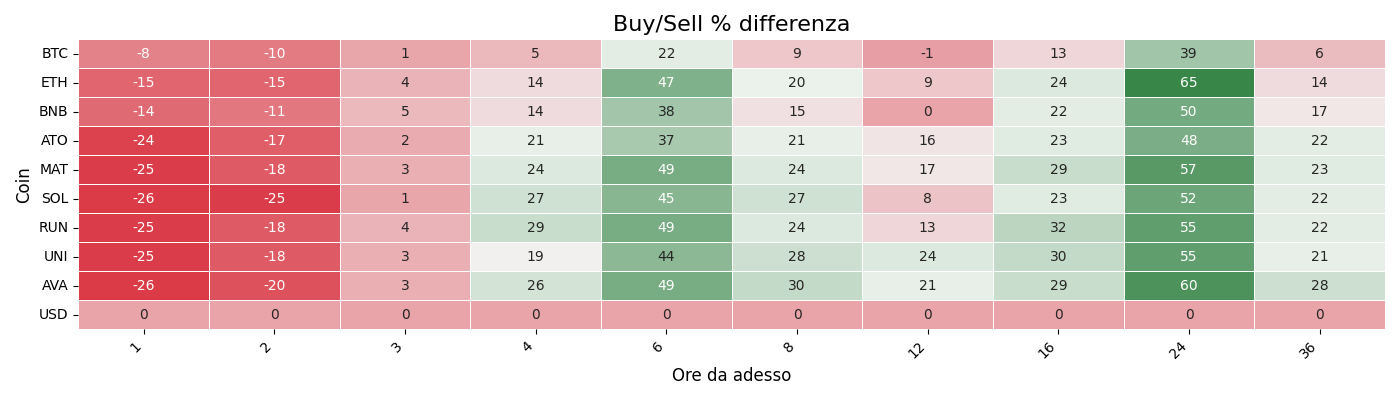 Buy/Sell % differenza
Coin
BTC -8 -10 1 5 22 9 -1 13 39 6
ETH -15 -15 4 14 47 20 9 24 65 14
BNB -14 -11 5 14 38 15 0 22 50 17
ATO -24 -17 2 21 37 21 16 23 48 22
MAT -25 -18 3 24 49 24 17 29 57 23
SOL -26 -25 1 27 45 27 8 23 52 22
RUN -25 -18 4 29 49 24 13 32 55 22
UNI -25 -18 3 19 44 28 24 30 55 21
AVA -26 -20 3 26 49 30 21 29 60 28
USD 0 0 0 0 0 0 0 0 0 0
1 2 3 4 6 8 12 16 24 36
Ore da adesso